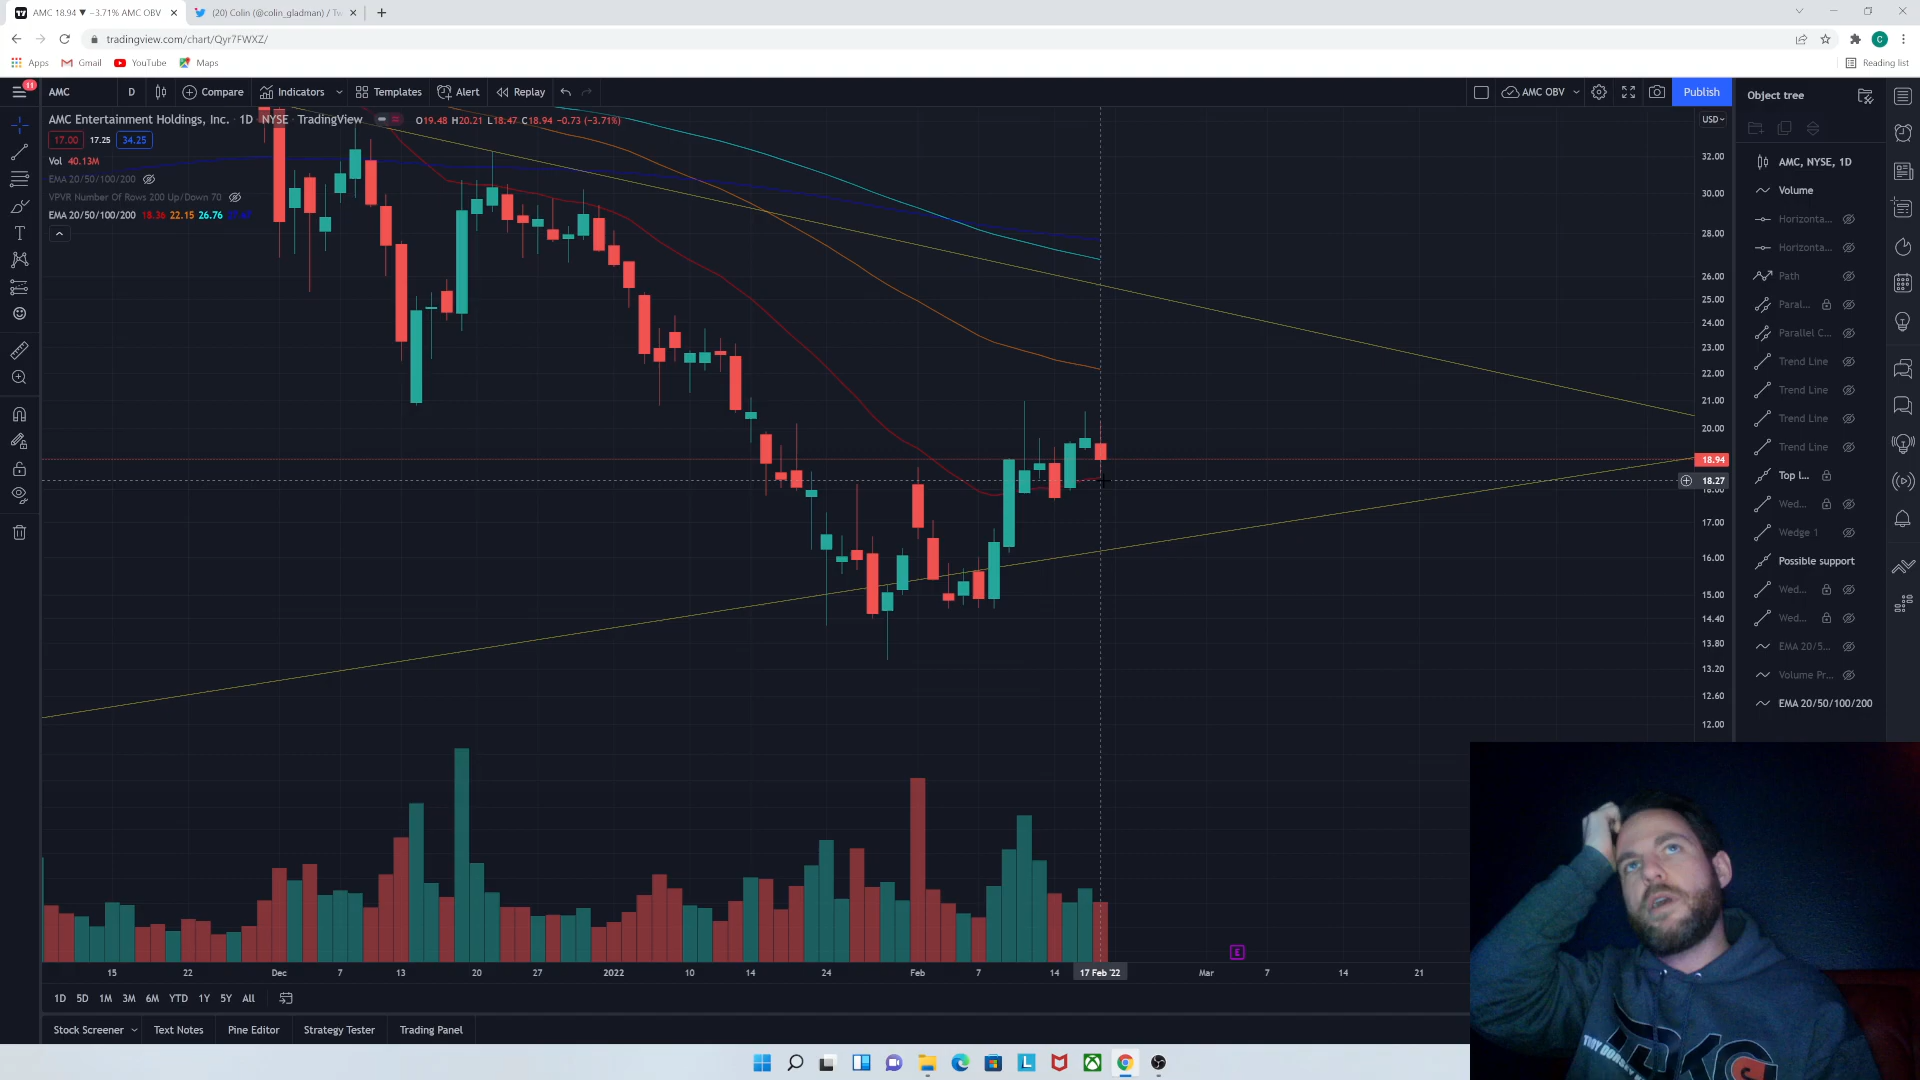 AMC 18.94 ▼ −3.71% AMC OBV
(20) Colin (@colin_gladman) / Tw
tradingview.com/chart/Qyr7FWXZ/
Apps Gmail YouTube Maps Reading list
11
AMC D Compare Indicators Templates Alert Replay AMC OBV Publish
Object tree
AMC Entertainment Holdings, Inc. · 1D · NYSE · TradingView O19.48 H20.21 L18.47 C18.94 −0.73 (−3.71%)
USD
17.00 17.25 34.25
Vol 40.13M
EMA 20/50/100/200
VPVR Number Of Rows 200 Up/Down 70
EMA 20/50/100/200 18.36 22.15 26.76
32.00
30.00
28.00
26.00
25.00
24.00
23.00
22.00
21.00
20.00
18.94
18.27
18.00
17.00
16.00
15.00
14.40
13.80
13.20
12.60
12.00
AMC, NYSE, 1D
Volume
Horizonta...
Horizonta...
Path
Paral...
Parallel C...
Trend Line
Trend Line
Trend Line
Trend Line
Top l...
Wed...
Wedge 1
Possible support
Wed...
Wed...
EMA 20/5...
Volume Pr...
EMA 20/50/100/200
E
15 22 Dec 7 13 20 27 2022 10 14 24 Feb 7 14 17 Feb '22 Mar 7 14 21
1D 5D 1M 3M 6M YTD 1Y 5Y All
Stock Screener Text Notes Pine Editor Strategy Tester Trading Panel